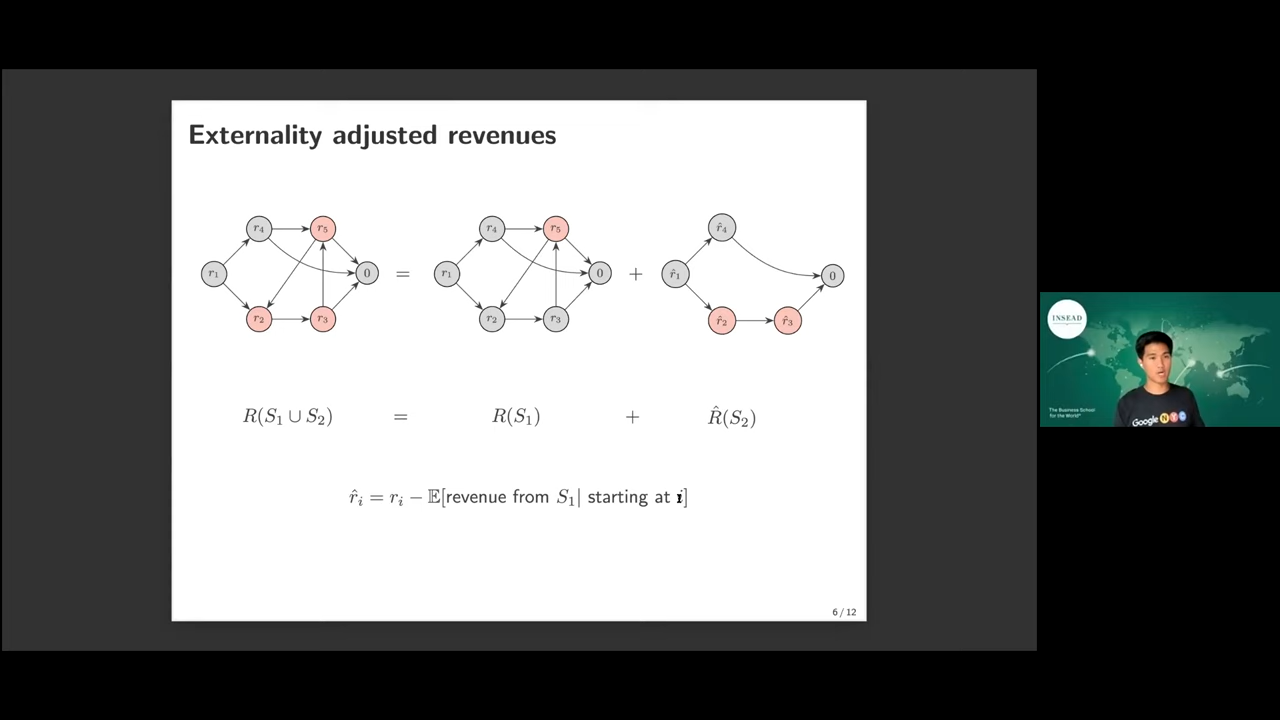 Externality adjusted revenues
r₄ r₅ r₄ r₅ r̂₄
r₁ 0 = r₁ 0 + r̂₁ 0
r₂ r₃ r₂ r₃ r̂₂ r̂₃
R(S₁ ∪ S₂) = R(S₁) + R̂(S₂)
r̂ᵢ = rᵢ − 𝔼[revenue from S₁| starting at i]
6 / 12
INSEAD
The Business School
for the World®
Google NYC